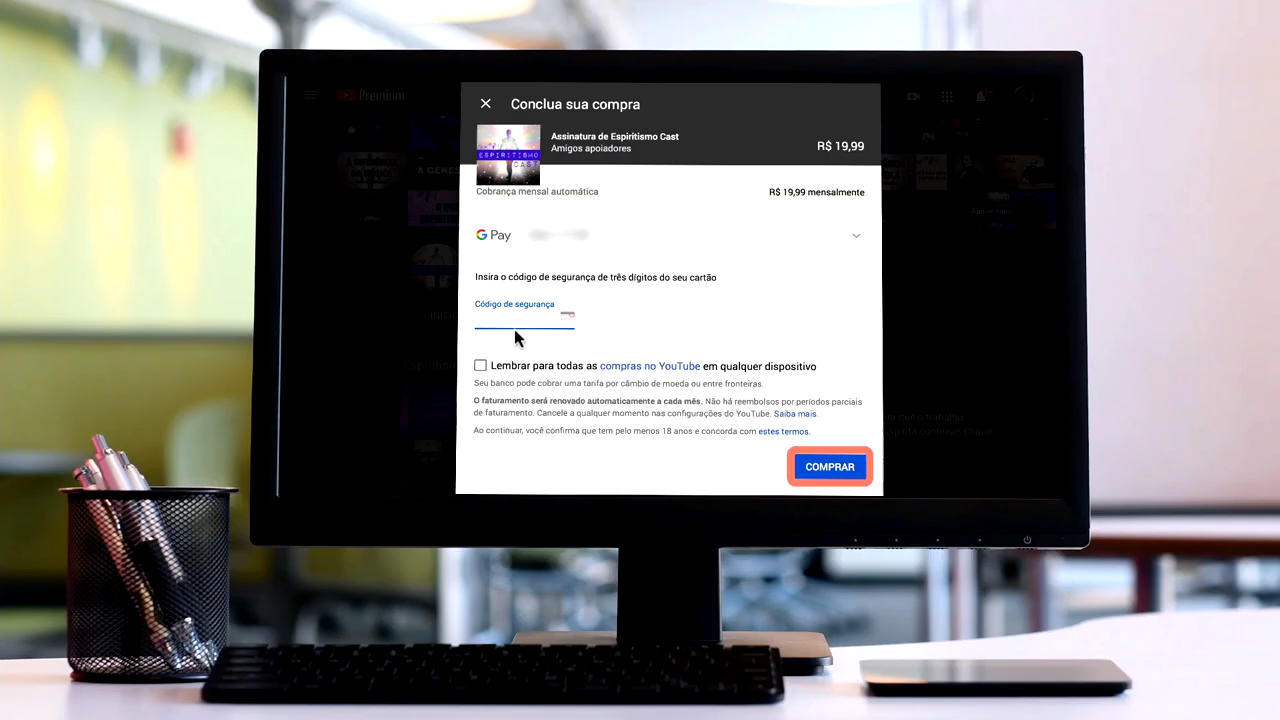 Premium
Conclua sua compra
ESPIRITISMO
CAST
Assinatura de Espiritismo Cast
Amigos apoiadores
R$ 19,99
Cobrança mensal automática
R$ 19,99 mensalmente
G Pay
Insira o código de segurança de três dígitos do seu cartão
Código de segurança
Lembrar para todas as compras no YouTube em qualquer dispositivo
Seu banco pode cobrar uma tarifa por câmbio de moeda ou entre fronteiras.
O faturamento será renovado automaticamente a cada mês. Não há reembolsos por períodos parciais
de faturamento. Cancele a qualquer momento nas configurações do YouTube. Saiba mais.
Ao continuar, você confirma que tem pelo menos 18 anos e concorda com estes termos.
COMPRAR